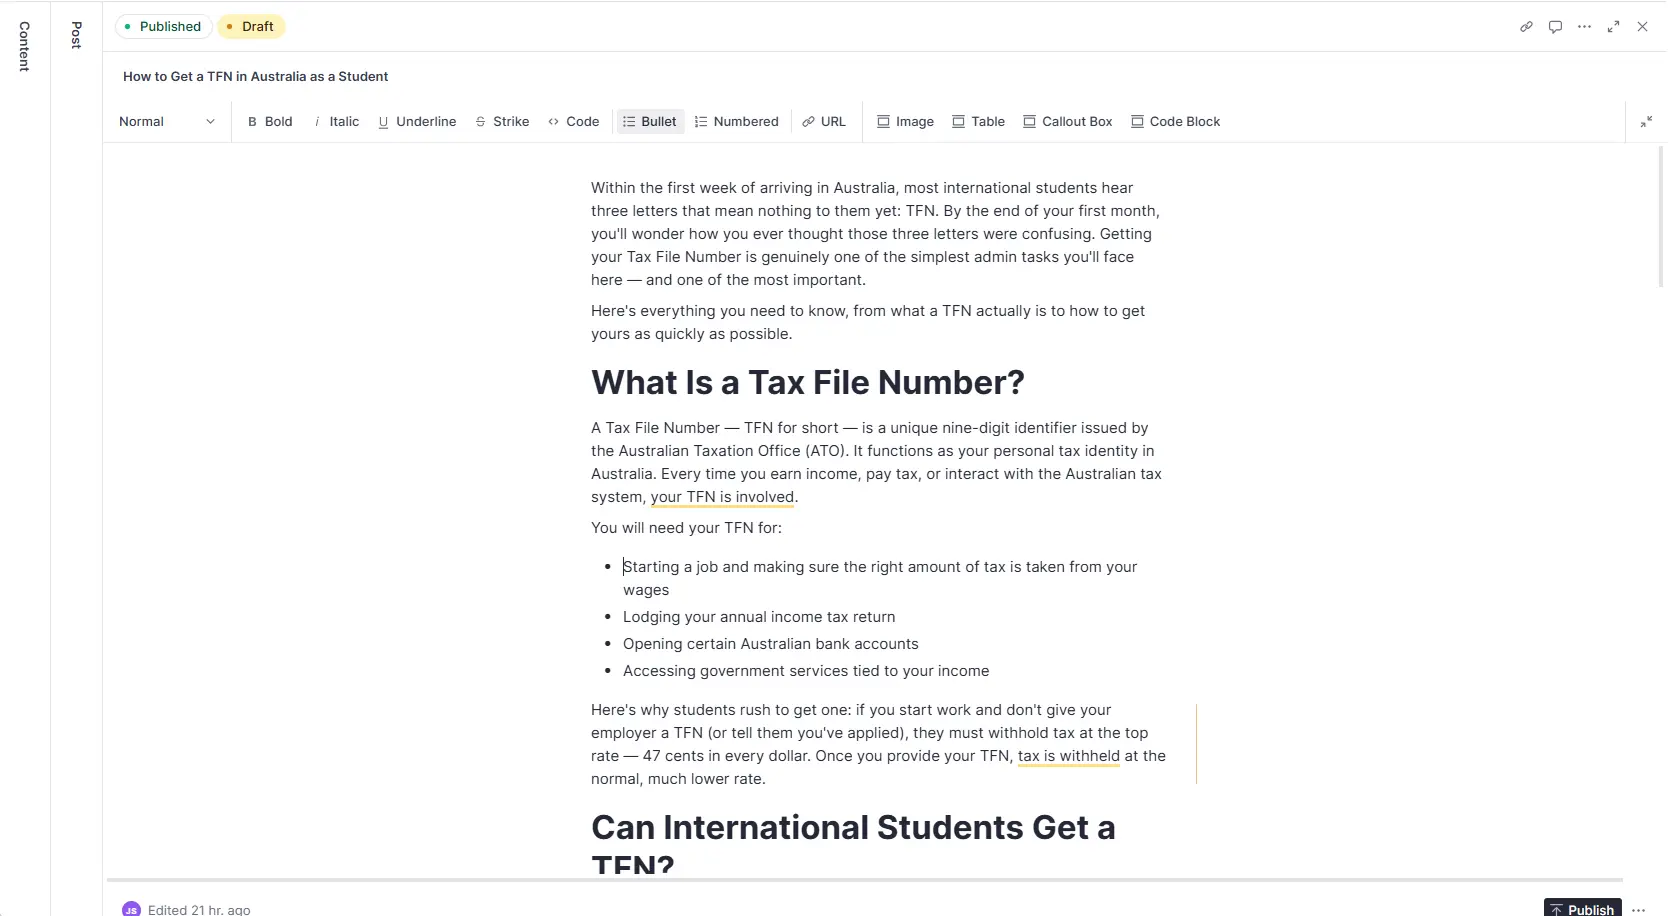 Content
Post
Published
Draft
How to Get a TFN in Australia as a Student
Normal
B Bold
i Italic
U Underline
S Strike
<> Code
Bullet
Numbered
URL
Image
Table
Callout Box
Code Block
Within the first week of arriving in Australia, most international students hear
three letters that mean nothing to them yet: TFN. By the end of your first month,
you'll wonder how you ever thought those three letters were confusing. Getting
your Tax File Number is genuinely one of the simplest admin tasks you'll face
here — and one of the most important.
Here's everything you need to know, from what a TFN actually is to how to get
yours as quickly as possible.
What Is a Tax File Number?
A Tax File Number — TFN for short — is a unique nine-digit identifier issued by
the Australian Taxation Office (ATO). It functions as your personal tax identity in
Australia. Every time you earn income, pay tax, or interact with the Australian tax
system, your TFN is involved.
You will need your TFN for:
• Starting a job and making sure the right amount of tax is taken from your
wages
• Lodging your annual income tax return
• Opening certain Australian bank accounts
• Accessing government services tied to your income
Here's why students rush to get one: if you start work and don't give your
employer a TFN (or tell them you've applied), they must withhold tax at the top
rate — 47 cents in every dollar. Once you provide your TFN, tax is withheld at the
normal, much lower rate.
Can International Students Get a
TFN?
JS Edited 21 hr. ago
Publish